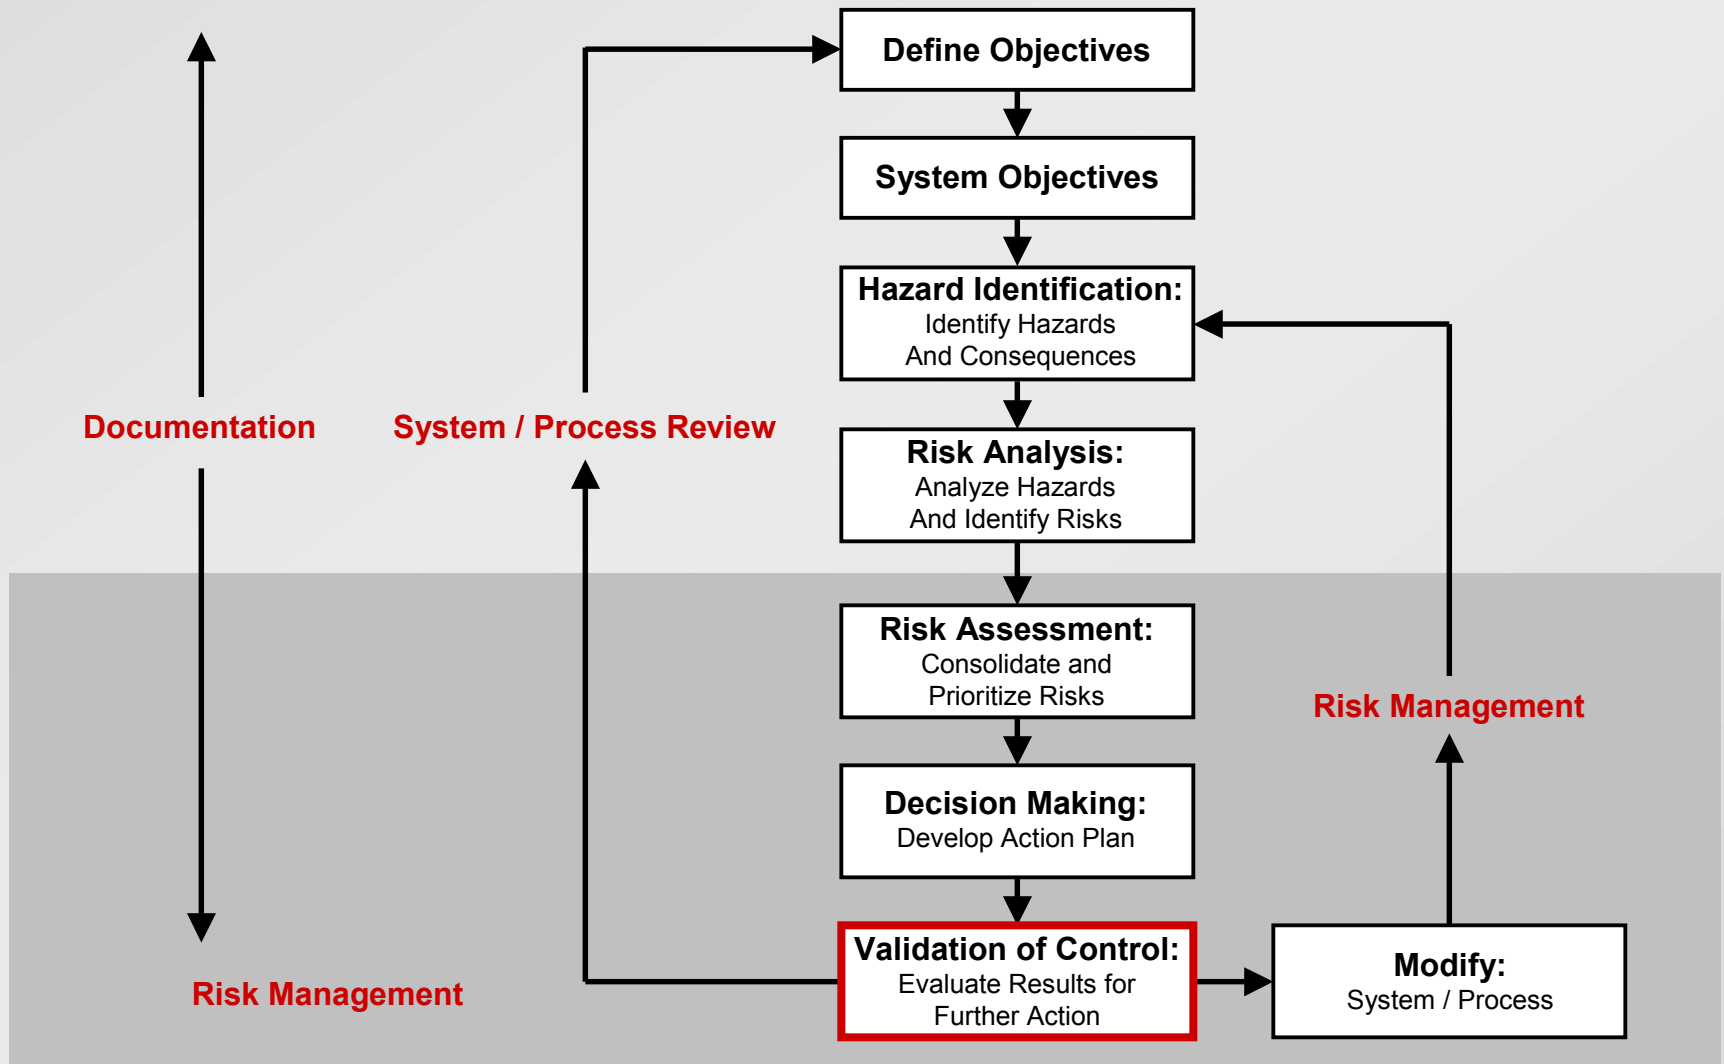 Define Objectives
System Objectives
Hazard Identification:
Identify Hazards
And Consequences
Documentation
System / Process Review
Risk Analysis:
Analyze Hazards
And Identify Risks
Risk Assessment:
Consolidate and
Prioritize Risks
Risk Management
Decision Making:
Develop Action Plan
Validation of Control:
Evaluate Results for
Further Action
Modify:
System / Process
Risk Management